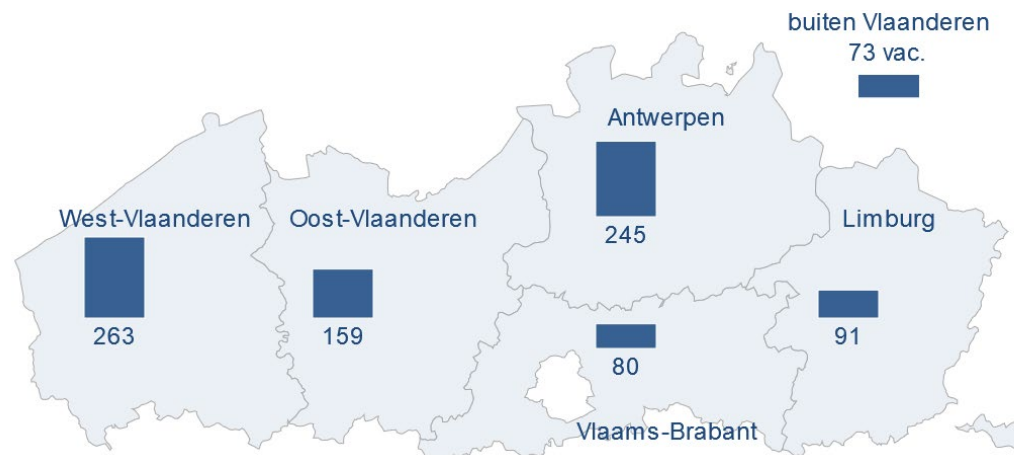 buiten Vlaanderen
73 vac.
Antwerpen
245
West-Vlaanderen
263
Oost-Vlaanderen
159
Limburg
91
80
Vlaams-Brabant